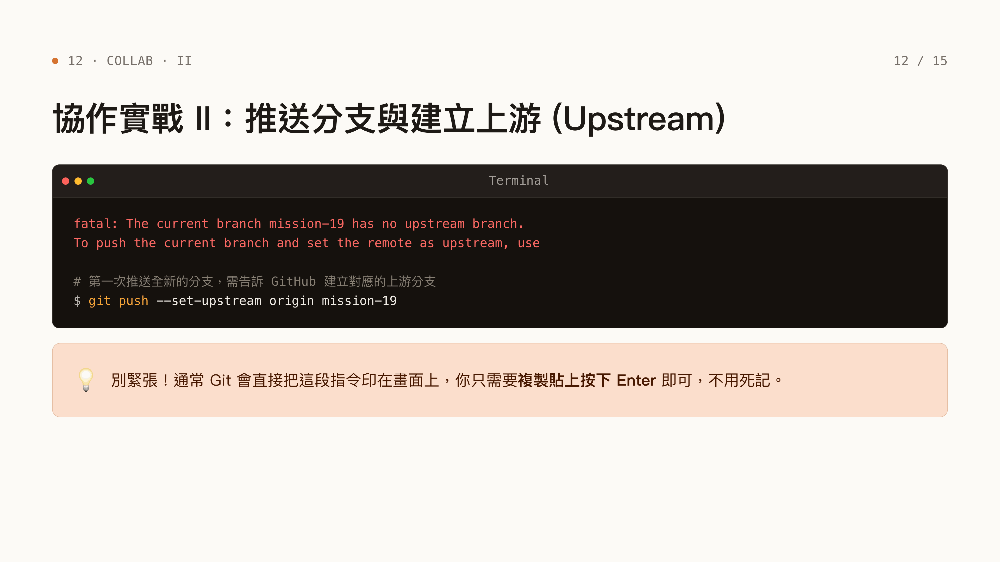 12 · COLLAB · II
12 / 15
協作實戰 II：推送分支與建立上游 (Upstream)
Terminal
fatal: The current branch mission-19 has no upstream branch.
To push the current branch and set the remote as upstream, use
# 第一次推送全新的分支，需告訴 GitHub 建立對應的上游分支
$ git push --set-upstream origin mission-19
別緊張！通常 Git 會直接把這段指令印在畫面上，你只需要複製貼上按下 Enter 即可，不用死記。